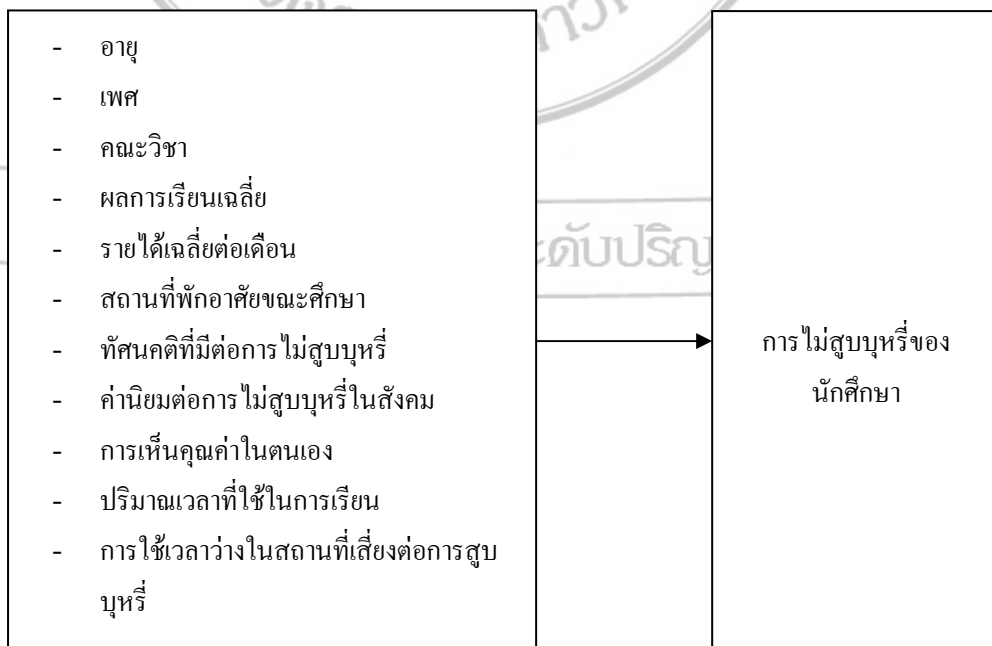 - อายุ
- เพศ
- คณะวิชา
- ผลการเรียนเฉลี่ย
- รายได้เฉลี่ยต่อเดือน
- สถานที่พักอาศัยขณะศึกษา
- ทัศนคติที่มีต่อการไม่สูบบุหรี่
- ค่านิยมต่อการไม่สูบบุหรี่ในสังคม
- การเห็นคุณค่าในตนเอง
- ปริมาณเวลาที่ใช้ในการเรียน
- การใช้เวลาว่างในสถานที่เสี่ยงต่อการสูบ
บุหรี่
การไม่สูบบุหรี่ของ
นักศึกษา